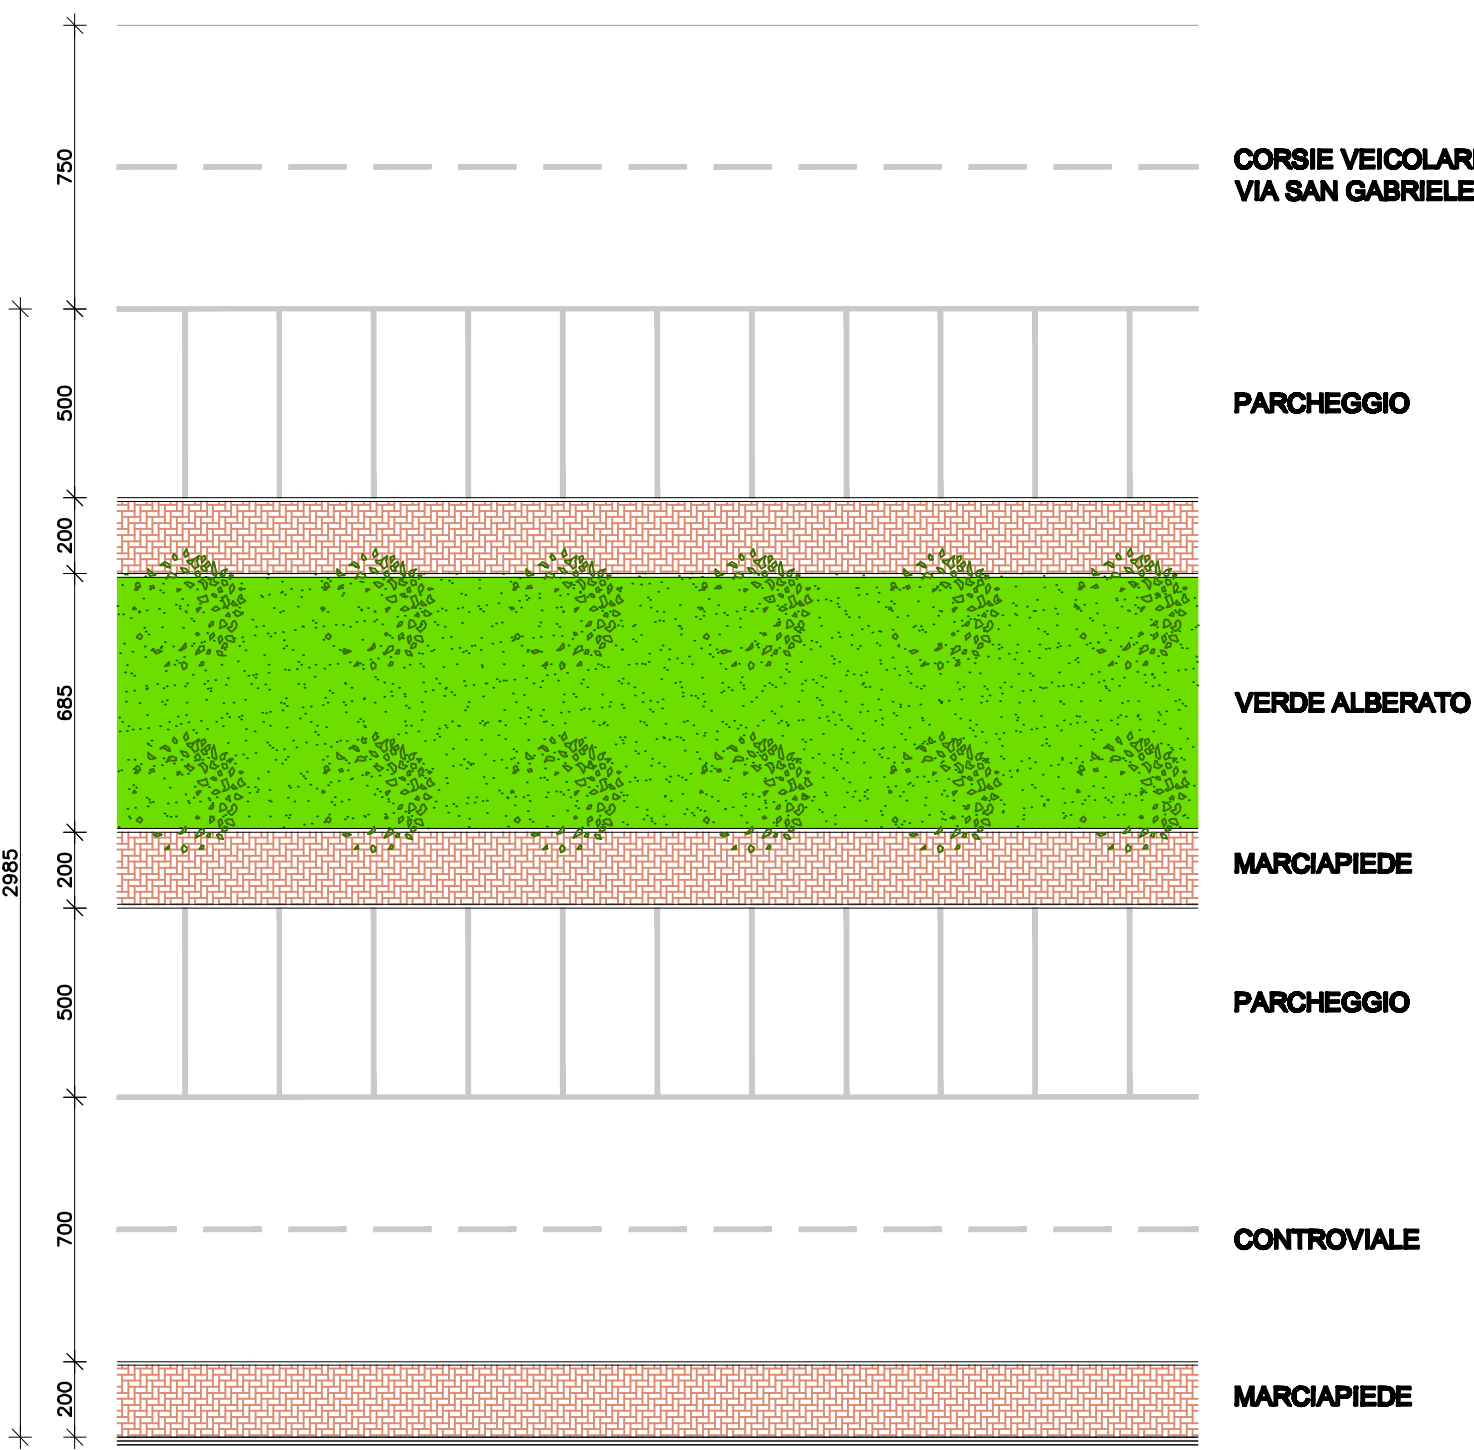 750
CORSIE VEICOLARI
VIA SAN GABRIELE
500
PARCHEGGIO
200
685
VERDE ALBERATO
2985
200
MARCIAPIEDE
500
PARCHEGGIO
700
CONTROVIALE
200
MARCIAPIEDE